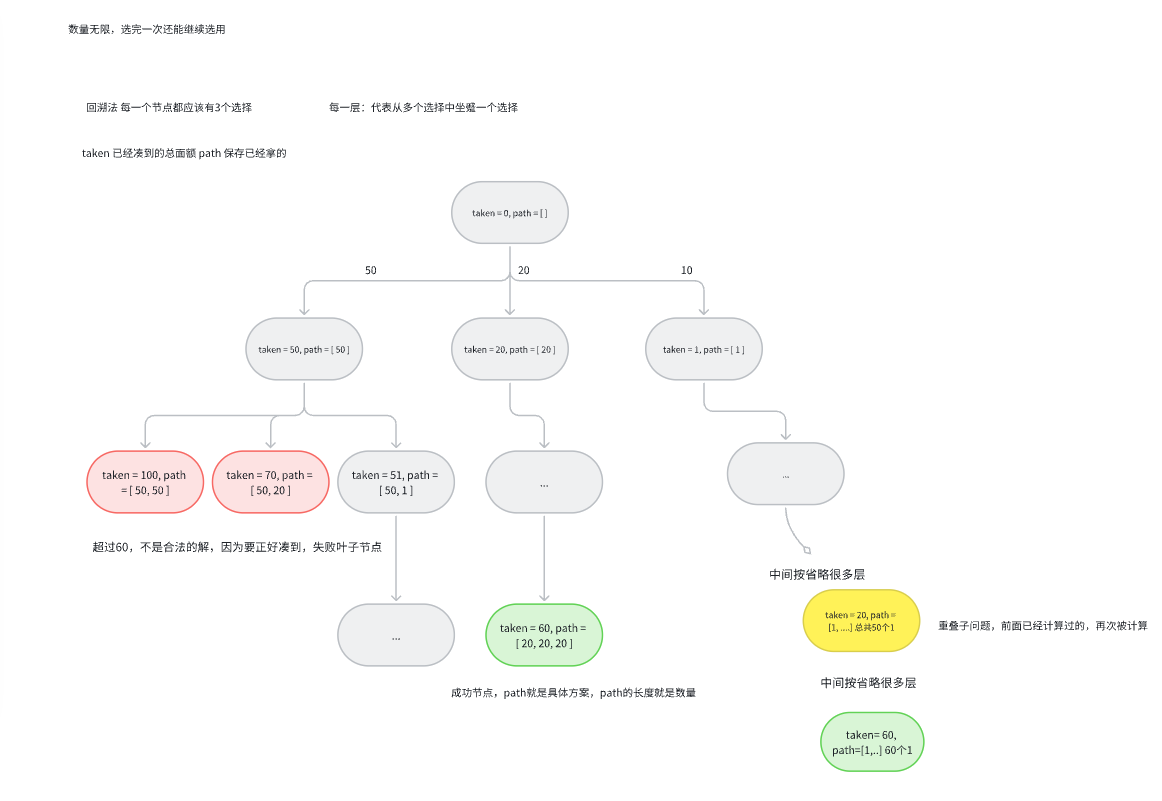 数量无限，选完一次还能继续选用
回溯法 每一个节点都应该有3个选择
每一层：代表从多个选择中坐蹙一个选择
taken 已经凑到的总面额 path 保存已经拿的
taken = 0, path = [ ]
50
20
10
taken = 50, path = [ 50 ]
taken = 20, path = [ 20 ]
taken = 1, path = [ 1 ]
taken = 100, path
= [ 50, 50 ]
taken = 70, path =
[ 50, 20 ]
taken = 51, path =
[ 50, 1 ]
...
...
超过60，不是合法的解，因为要正好凑到，失败叶子节点
中间按省略很多层
taken = 20, path =
[1, ....] 总共50个1
重叠子问题，前面已经计算过的，再次被计算
...
taken = 60, path =
[ 20, 20, 20 ]
成功节点，path就是具体方案，path的长度就是数量
中间按省略很多层
taken= 60,
path=[1,..] 60个1